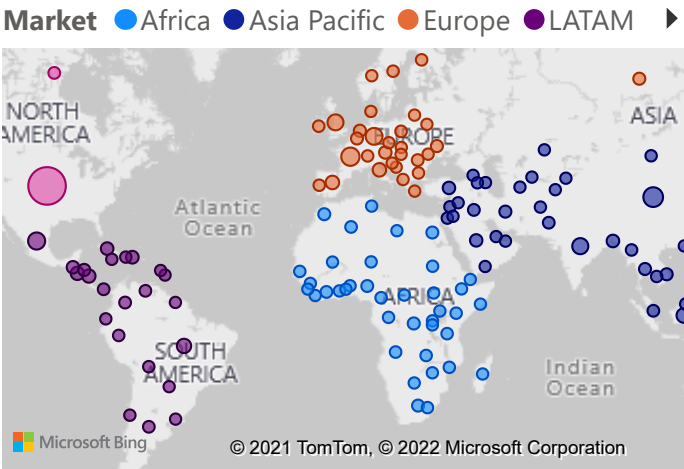 Market Africa Asia Pacific Europe LATAM
NORTH
AMERICA
EUROPE
ASIA
Atlantic
Ocean
AFRICA
SOUTH
AMERICA
Indian
Ocean
Microsoft Bing
© 2021 TomTom, © 2022 Microsoft Corporation